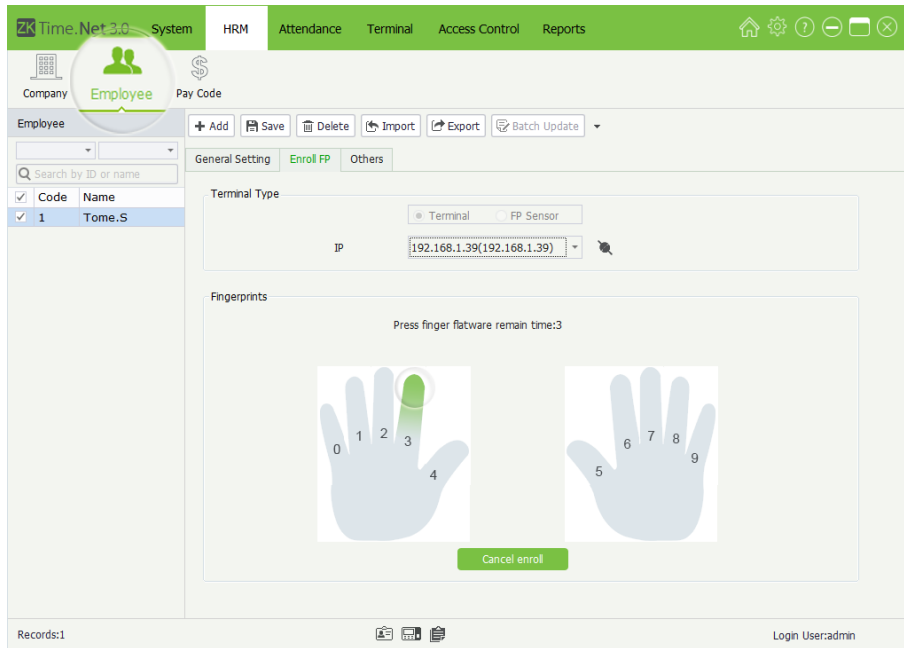 ZK Time.Net 3.0 System HRM Attendance Terminal Access Control Reports
Company Employee Pay Code
Employee
Add Save Delete Import Export Batch Update
General Setting Enroll FP Others
Search by ID or name
Code Name
1 Tome.S
Terminal Type
Terminal FP Sensor
IP 192.168.1.39(192.168.1.39)
Fingerprints
Press finger flatware remain time:3
0 1 2 3 4 5 6 7 8 9
Cancel enroll
Records:1 Login User:admin